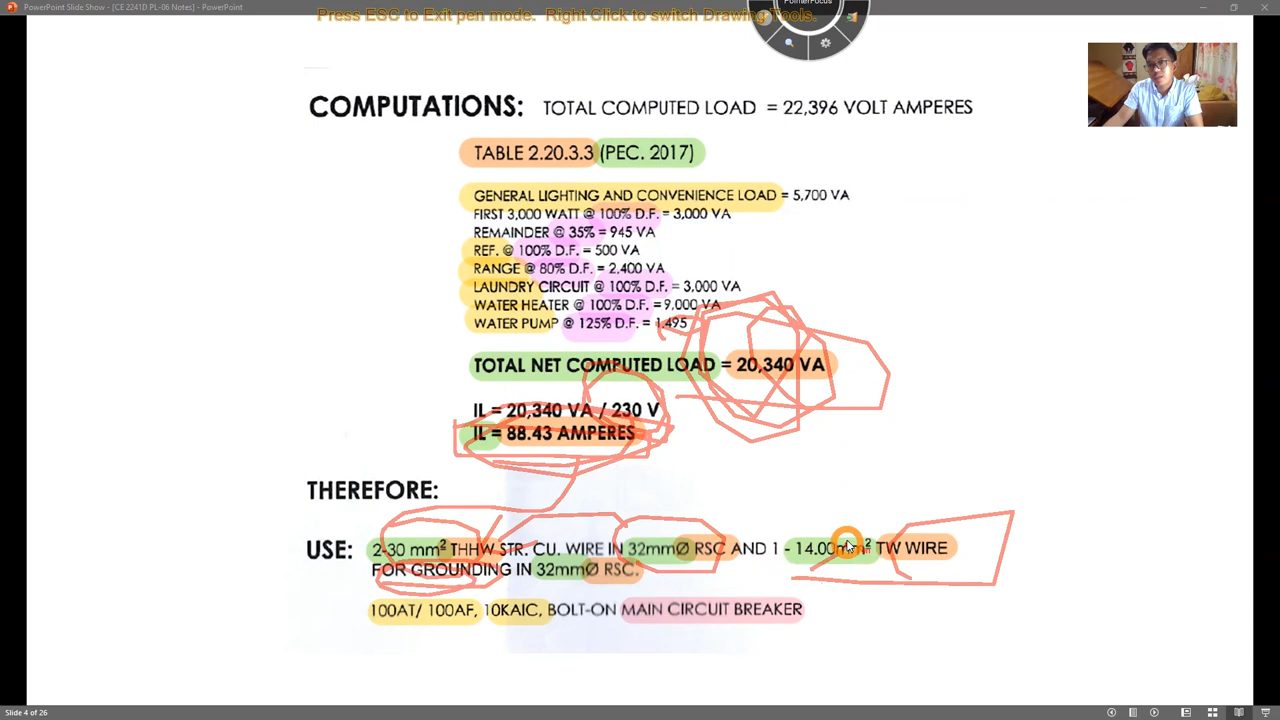 PowerPoint Slide Show - [CE 2241D PL-06 Notes] - PowerPoint
Press ESC to Exit pen mode. Right Click to switch Drawing Tools.
PointerFocus
COMPUTATIONS: TOTAL COMPUTED LOAD = 22,396 VOLT AMPERES
TABLE 2.20.3.3 (PEC. 2017)
GENERAL LIGHTING AND CONVENIENCE LOAD = 5,700 VA
FIRST 3,000 WATT @ 100% D.F. = 3,000 VA
REMAINDER @ 35% = 945 VA
REF. @ 100% D.F. = 500 VA
RANGE @ 80% D.F. = 2,400 VA
LAUNDRY CIRCUIT @ 100% D.F. = 3,000 VA
WATER HEATER @ 100% D.F. = 9,000 VA
WATER PUMP @ 125% D.F. = 1,495
TOTAL NET COMPUTED LOAD = 20,340 VA
IL = 20,340 VA / 230 V
IL = 88.43 AMPERES
THEREFORE:
USE: 2-30 mm² THHW STR. CU. WIRE IN 32mmØ RSC AND 1 - 14.00mm² TW WIRE
FOR GROUNDING IN 32mmØ RSC.
100AT/ 100AF, 10KAIC, BOLT-ON MAIN CIRCUIT BREAKER
Slide 4 of 26